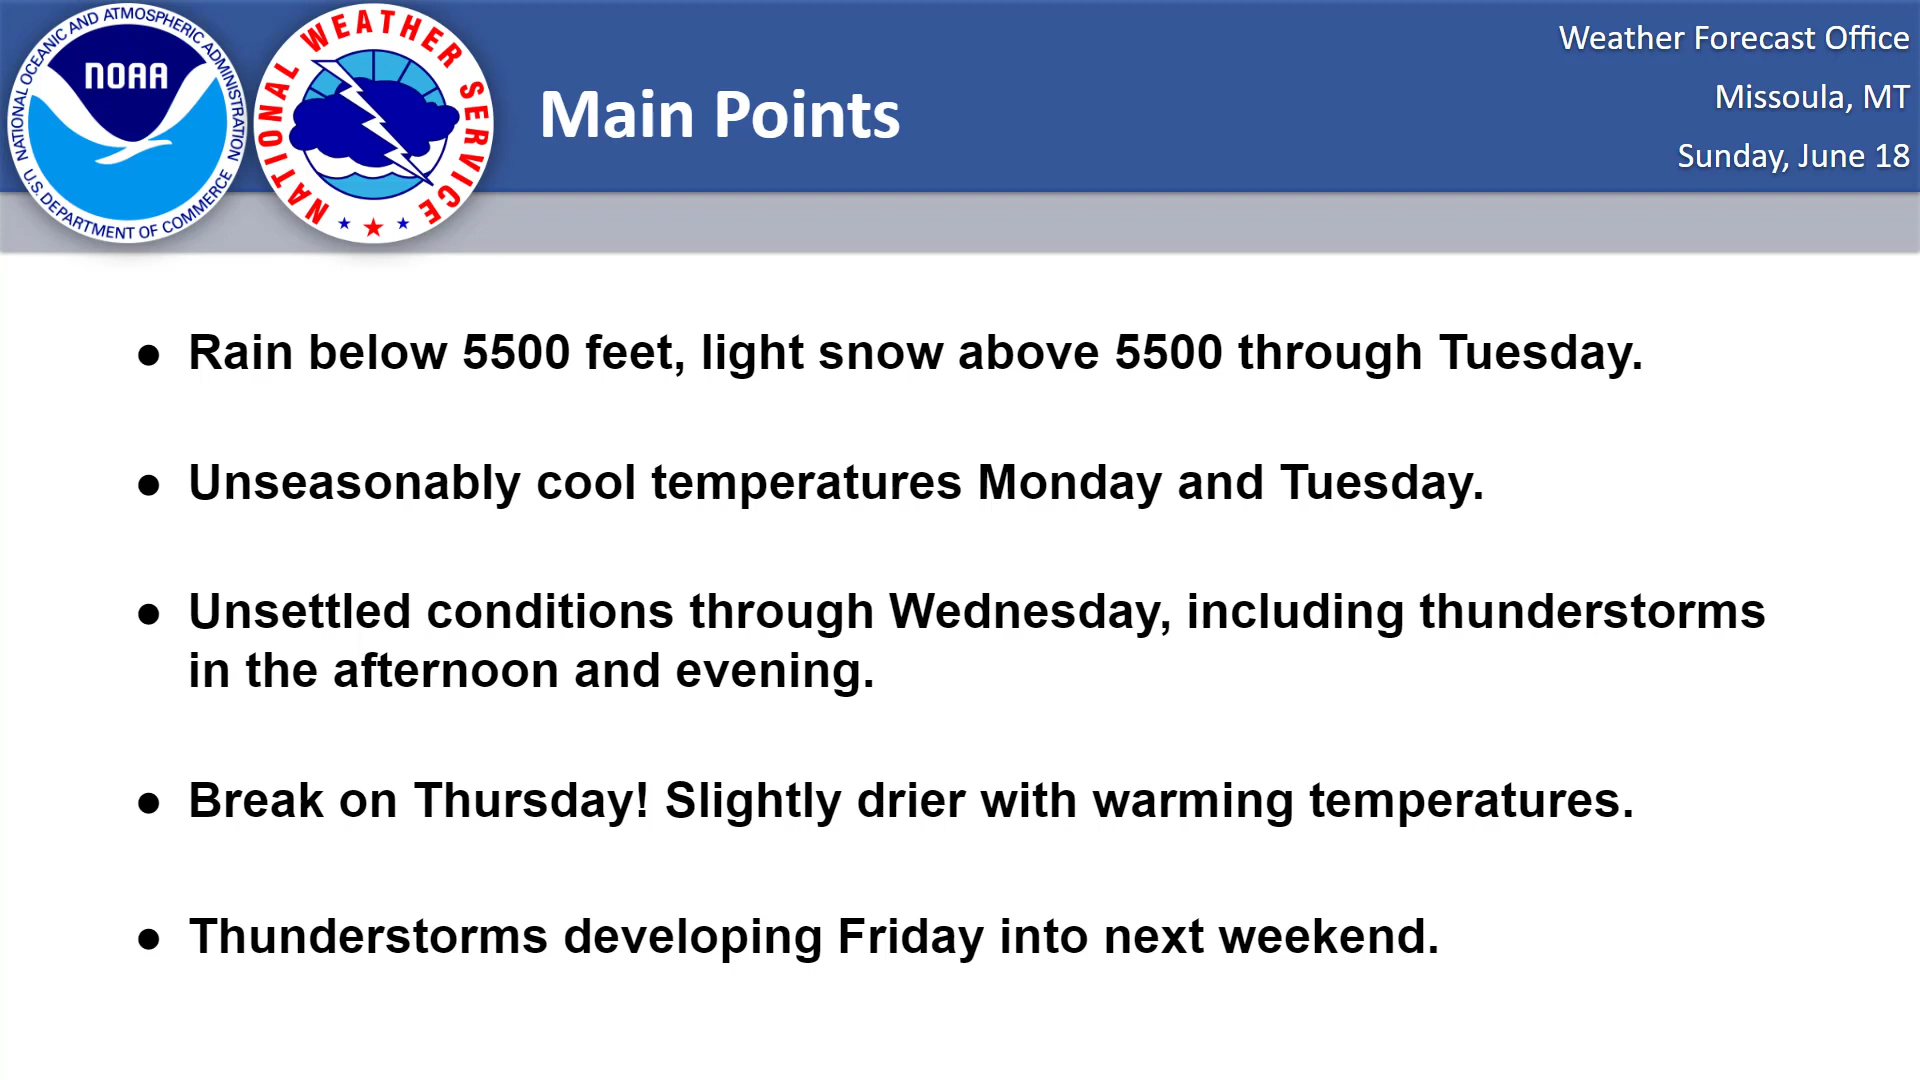 NATIONAL OCEANIC AND ATMOSPHERIC ADMINISTRATION
NOAA
U.S. DEPARTMENT OF COMMERCE
NATIONAL WEATHER SERVICE
Main Points
Weather Forecast Office
Missoula, MT
Sunday, June 18
● Rain below 5500 feet, light snow above 5500 through Tuesday.
● Unseasonably cool temperatures Monday and Tuesday.
● Unsettled conditions through Wednesday, including thunderstorms
in the afternoon and evening.
● Break on Thursday! Slightly drier with warming temperatures.
● Thunderstorms developing Friday into next weekend.